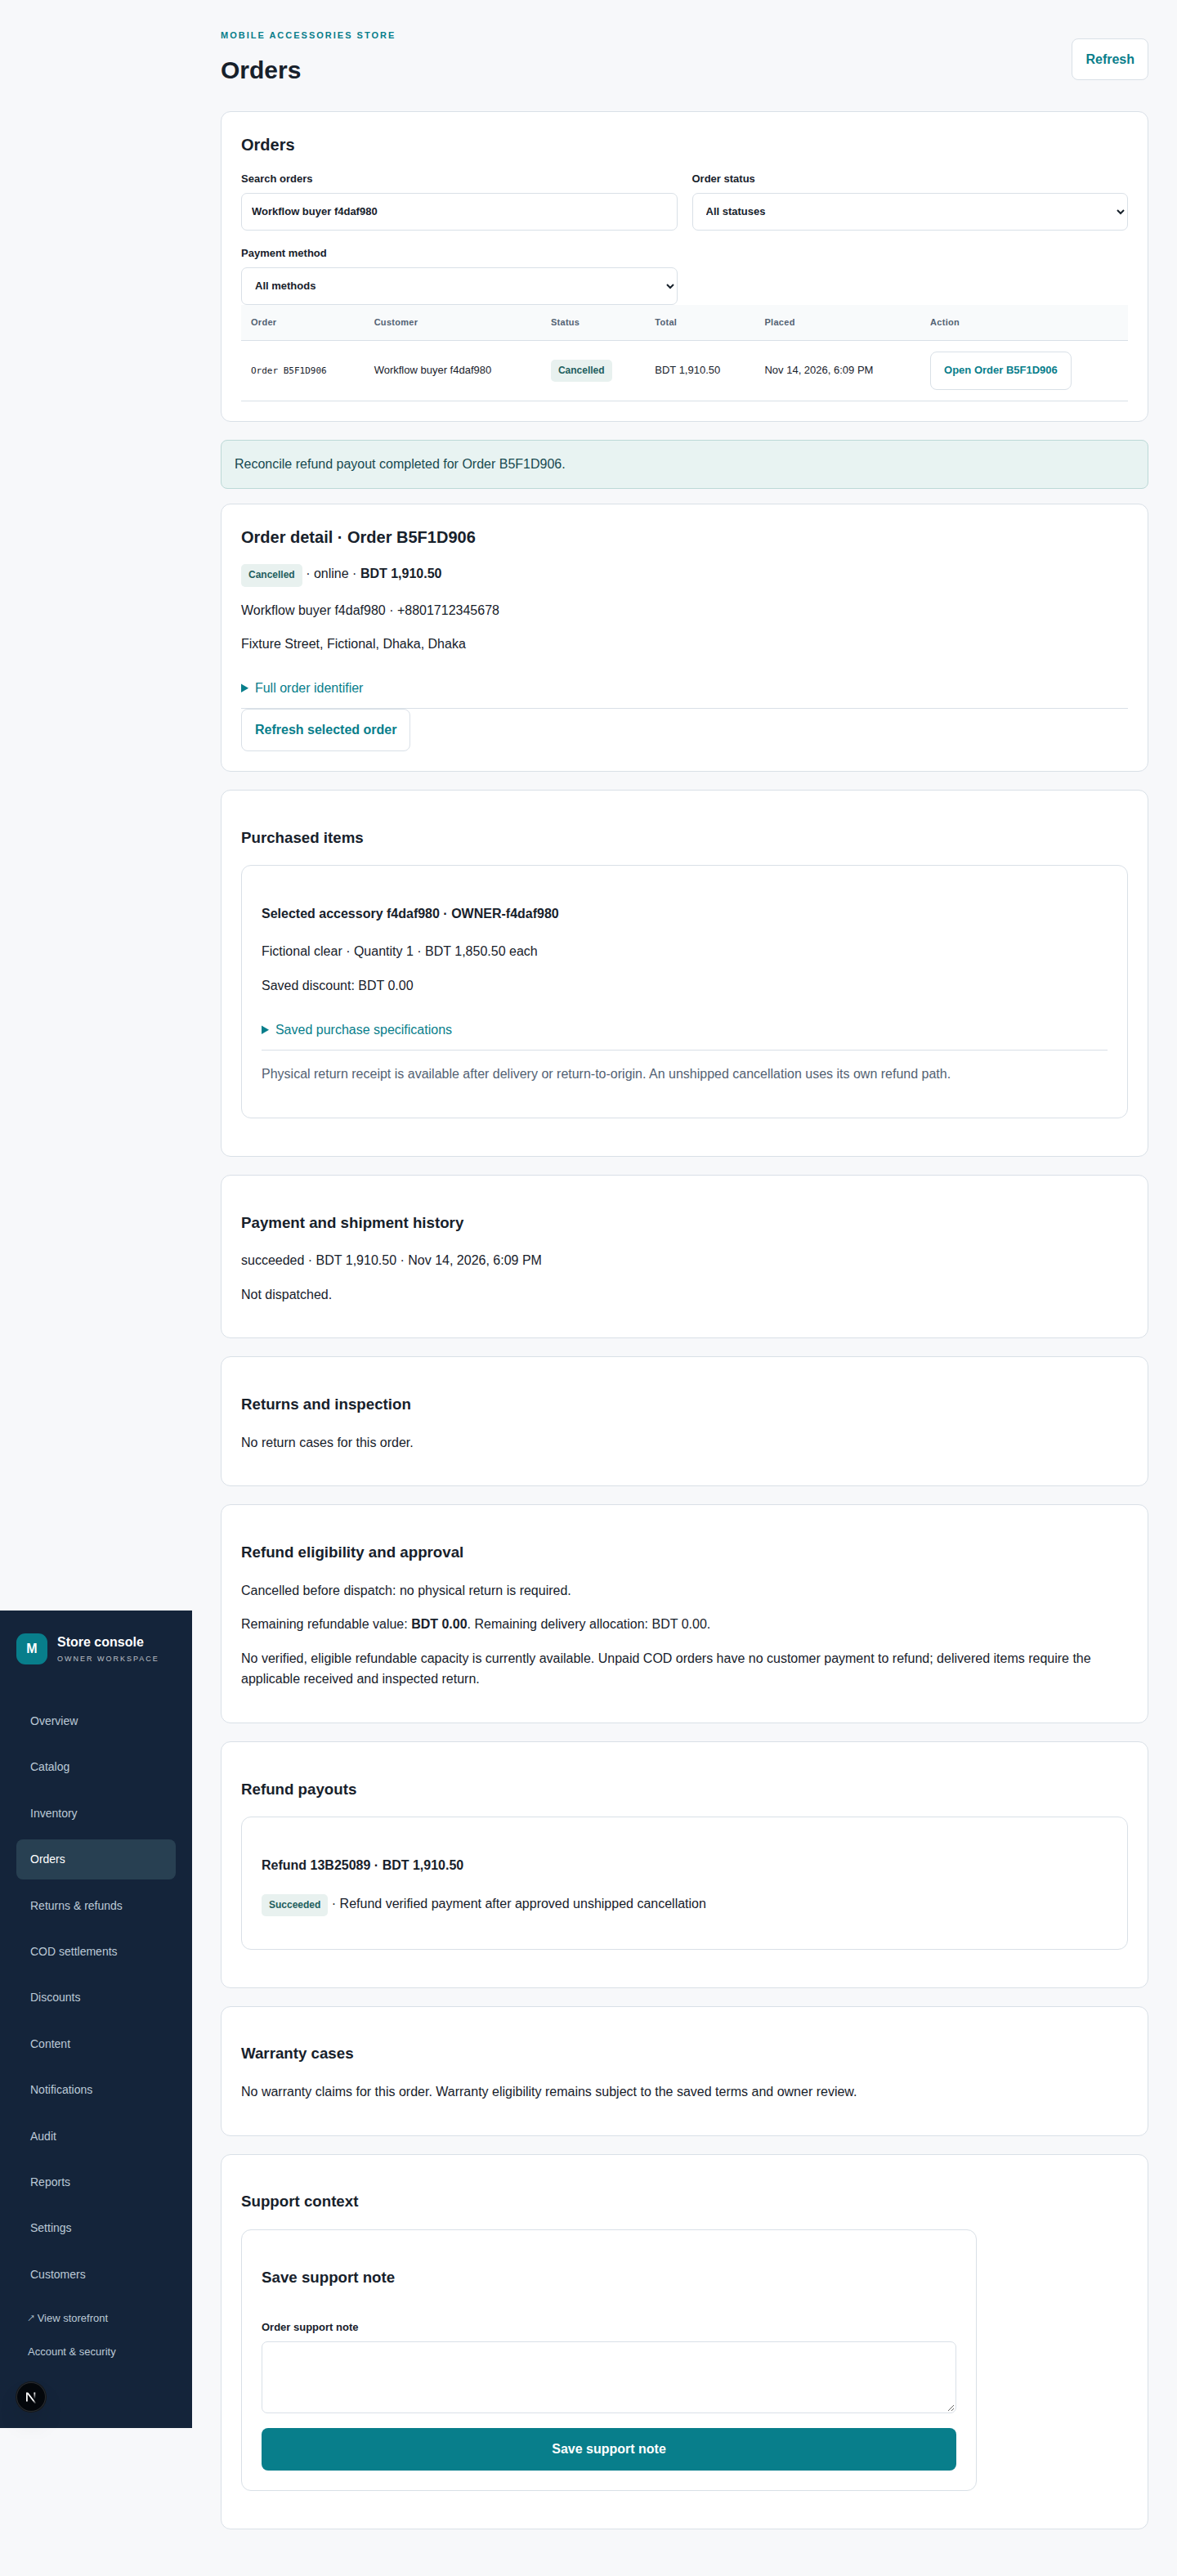 MOBILE ACCESSORIES STORE
Orders
Refresh
Orders
Search orders
Order status
Workflow buyer f4daf980
All statuses
Payment method
All methods
Order Customer Status Total Placed Action
Order B5F1D906 Workflow buyer f4daf980 Cancelled BDT 1,910.50 Nov 14, 2026, 6:09 PM Open Order B5F1D906
Reconcile refund payout completed for Order B5F1D906.
Order detail · Order B5F1D906
Cancelled · online · BDT 1,910.50
Workflow buyer f4daf980 · +8801712345678
Fixture Street, Fictional, Dhaka, Dhaka
Full order identifier
Refresh selected order
Purchased items
Selected accessory f4daf980 · OWNER-f4daf980
Fictional clear · Quantity 1 · BDT 1,850.50 each
Saved discount: BDT 0.00
Saved purchase specifications
Physical return receipt is available after delivery or return-to-origin. An unshipped cancellation uses its own refund path.
Payment and shipment history
succeeded · BDT 1,910.50 · Nov 14, 2026, 6:09 PM
Not dispatched.
Returns and inspection
No return cases for this order.
Refund eligibility and approval
Cancelled before dispatch: no physical return is required.
Remaining refundable value: BDT 0.00. Remaining delivery allocation: BDT 0.00.
No verified, eligible refundable capacity is currently available. Unpaid COD orders have no customer payment to refund; delivered items require the
applicable received and inspected return.
Refund payouts
Refund 13B25089 · BDT 1,910.50
Succeeded · Refund verified payment after approved unshipped cancellation
Warranty cases
No warranty claims for this order. Warranty eligibility remains subject to the saved terms and owner review.
Support context
Save support note
Order support note
Save support note
M
Store console
OWNER WORKSPACE
Overview
Catalog
Inventory
Orders
Returns & refunds
COD settlements
Discounts
Content
Notifications
Audit
Reports
Settings
Customers
↗ View storefront
Account & security
N